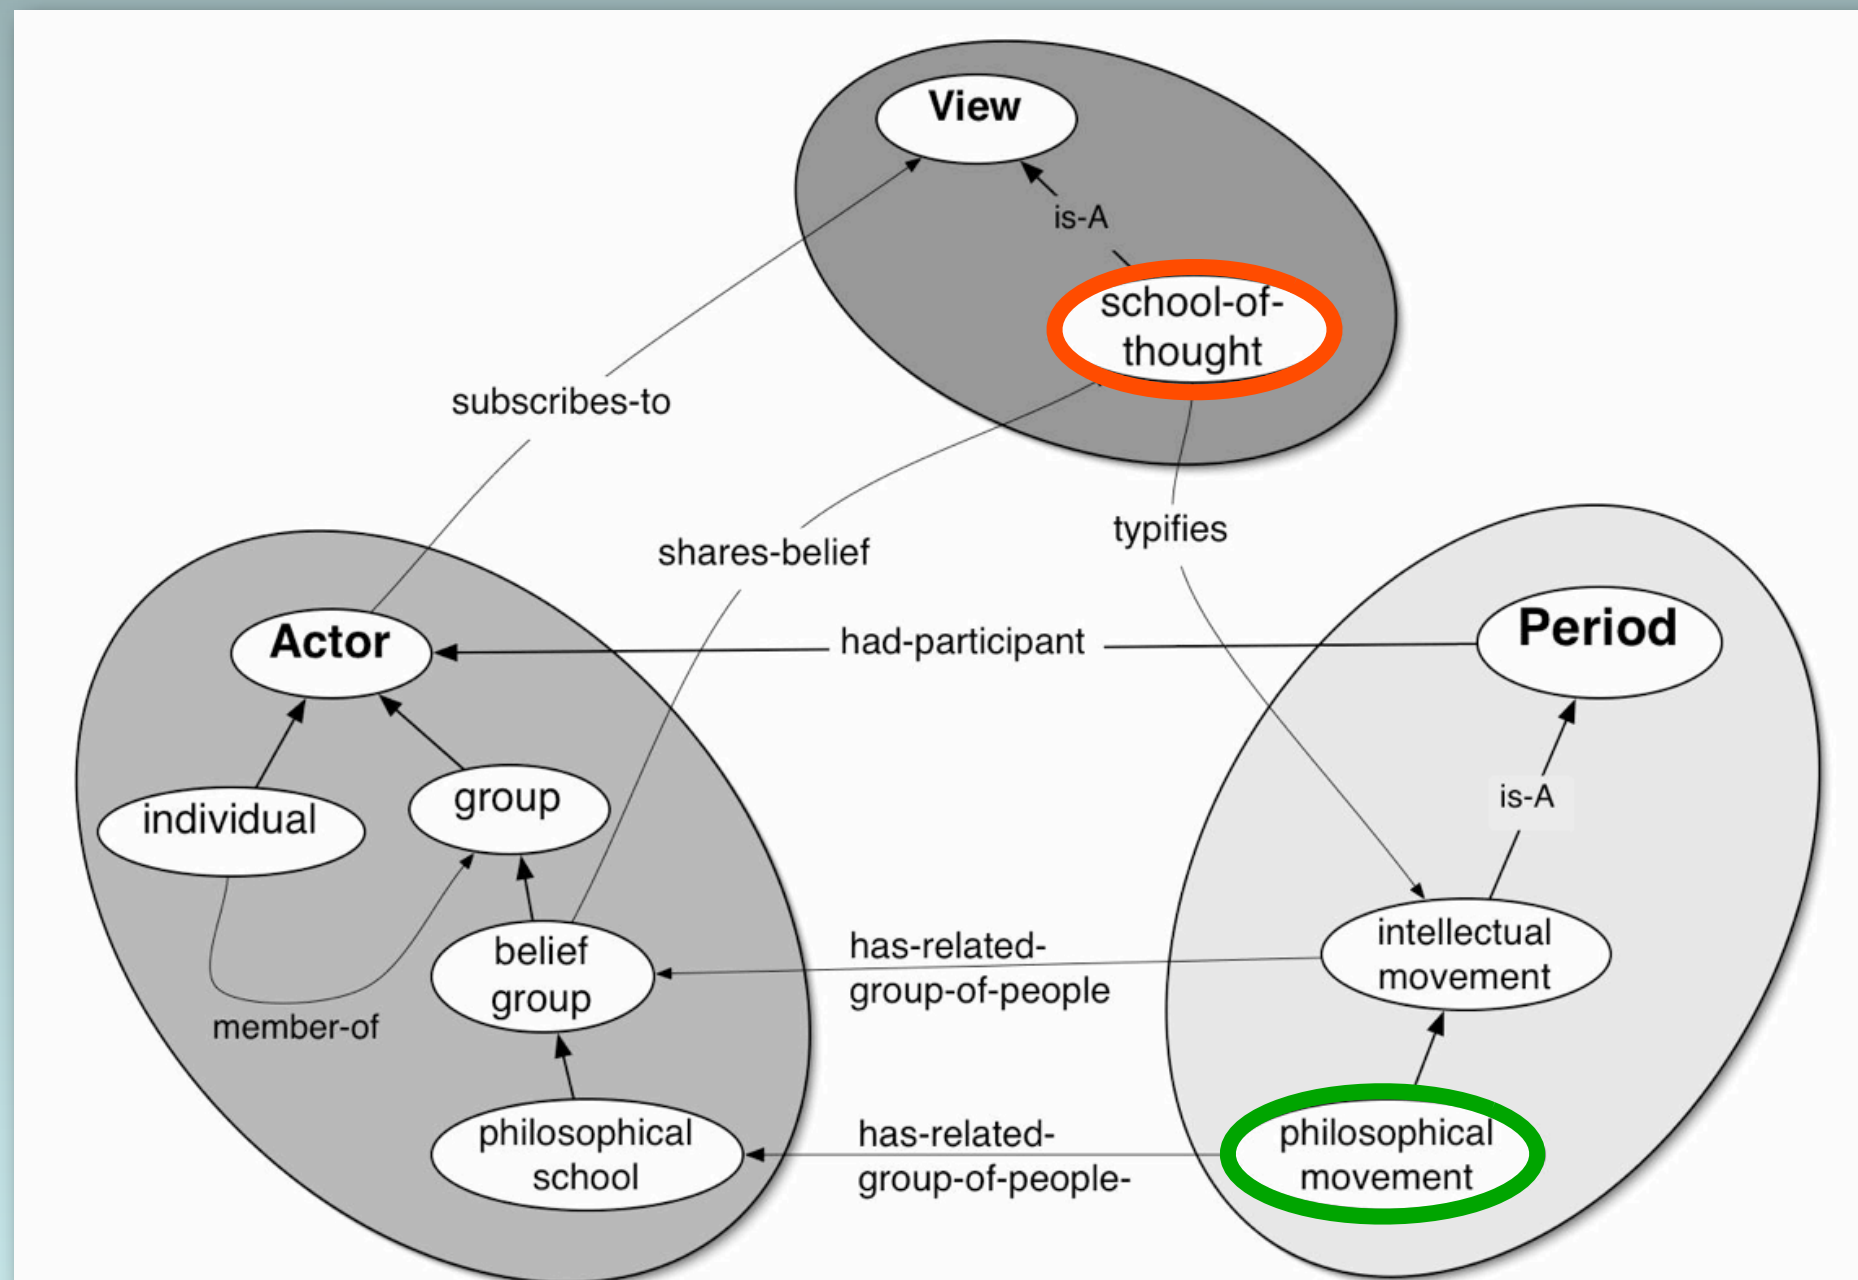 View
is-A
school-of-
thought
subscribes-to
shares-belief
typifies
Actor
had-participant
Period
individual
group
is-A
belief
group
has-related-
group-of-people
intellectual
movement
member-of
philosophical
school
has-related-
group-of-people-
philosophical
movement